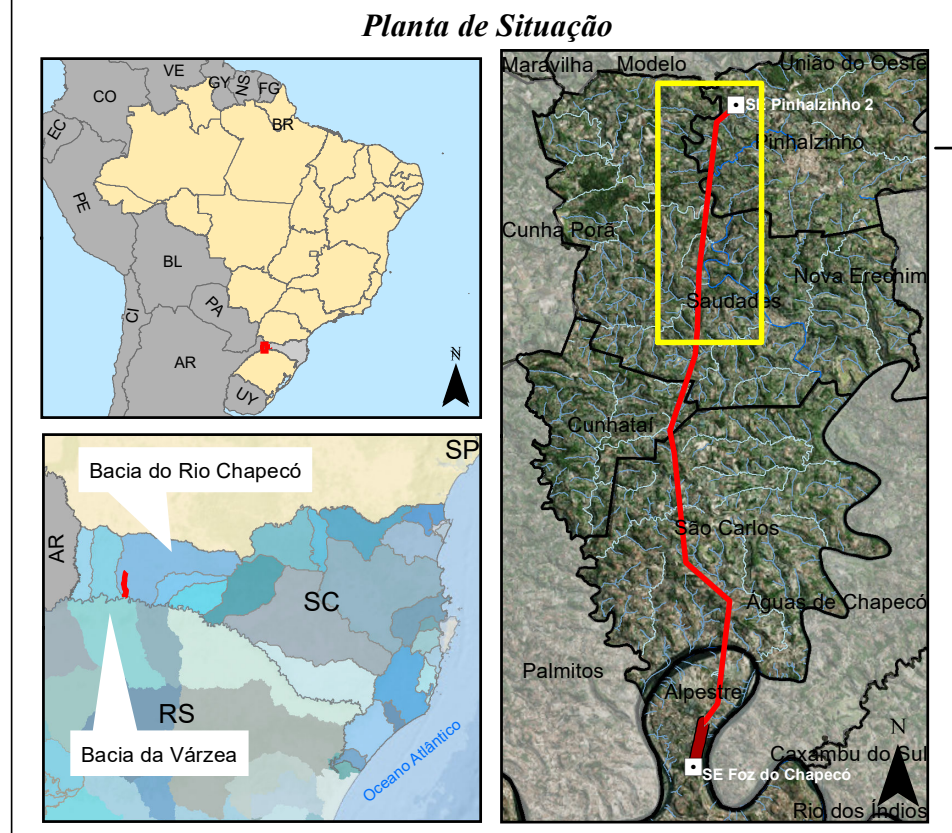 Planta de Situação
VE
GY
NS
FG
CO
EC
BR
PE
BL
PA
CI
AR
UY
N
Bacia do Rio Chapecó
SP
AR
SC
RS
Bacia da Várzea
Oceano Atlântico
Maravilha
Modelo
União do Oeste
SE Pinhalzinho 2
Pinhalzinho
Cunha Porã
Nova Erechim
Saudades
Cunhataí
São Carlos
Águas de Chapecó
Palmitos
Alpestre
N
Caxambu do Sul
SE Foz do Chapecó
Rio dos Índios